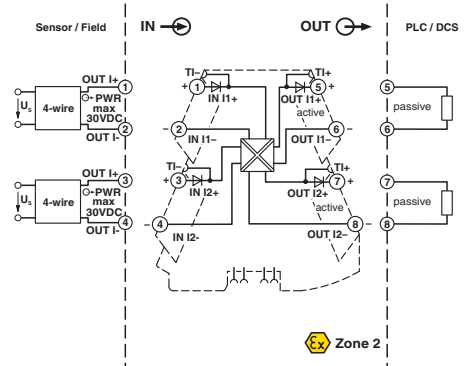 Sensor / Field IN OUT PLC / DCS
OUT I+ 1 TI– TI+ 5
+ 1 IN I1+ OUT I1+ 5 +
PWR
max
30VDC
4-wire
Us
active
passive
2 OUT I-
– 2 IN I1– OUT I1– 6 –
6
OUT I+ 3 TI– TI+ 7
+ 3 IN I2+ OUT I2+ 7 +
PWR
max
30VDC
4-wire
Us
active
passive
OUT I- 4
– 4 IN I2- OUT I2– 8 –
8
Ex Zone 2